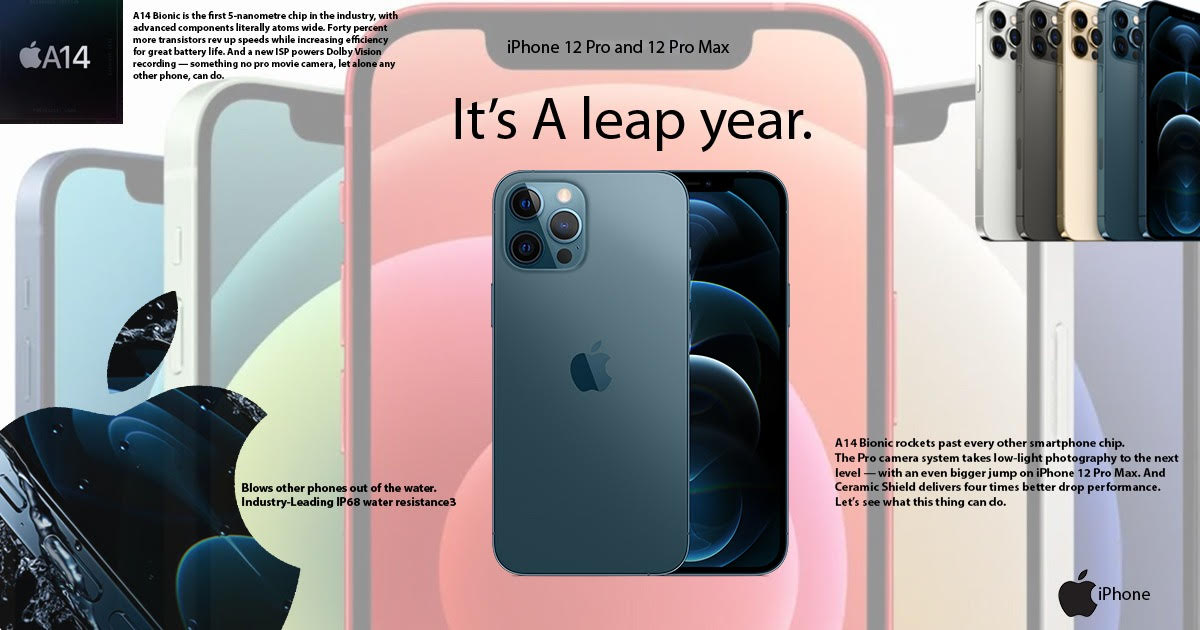 A14
A14 Bionic is the first 5-nanometre chip in the industry, with
advanced components literally atoms wide. Forty percent
more transistors rev up speeds while increasing efficiency
for great battery life. And a new ISP powers Dolby Vision
recording — something no pro movie camera, let alone any
other phone, can do.
iPhone 12 Pro and 12 Pro Max
It’s A leap year.
Blows other phones out of the water.
Industry-Leading IP68 water resistance3
A14 Bionic rockets past every other smartphone chip.
The Pro camera system takes low-light photography to the next
level — with an even bigger jump on iPhone 12 Pro Max. And
Ceramic Shield delivers four times better drop performance.
Let’s see what this thing can do.
iPhone